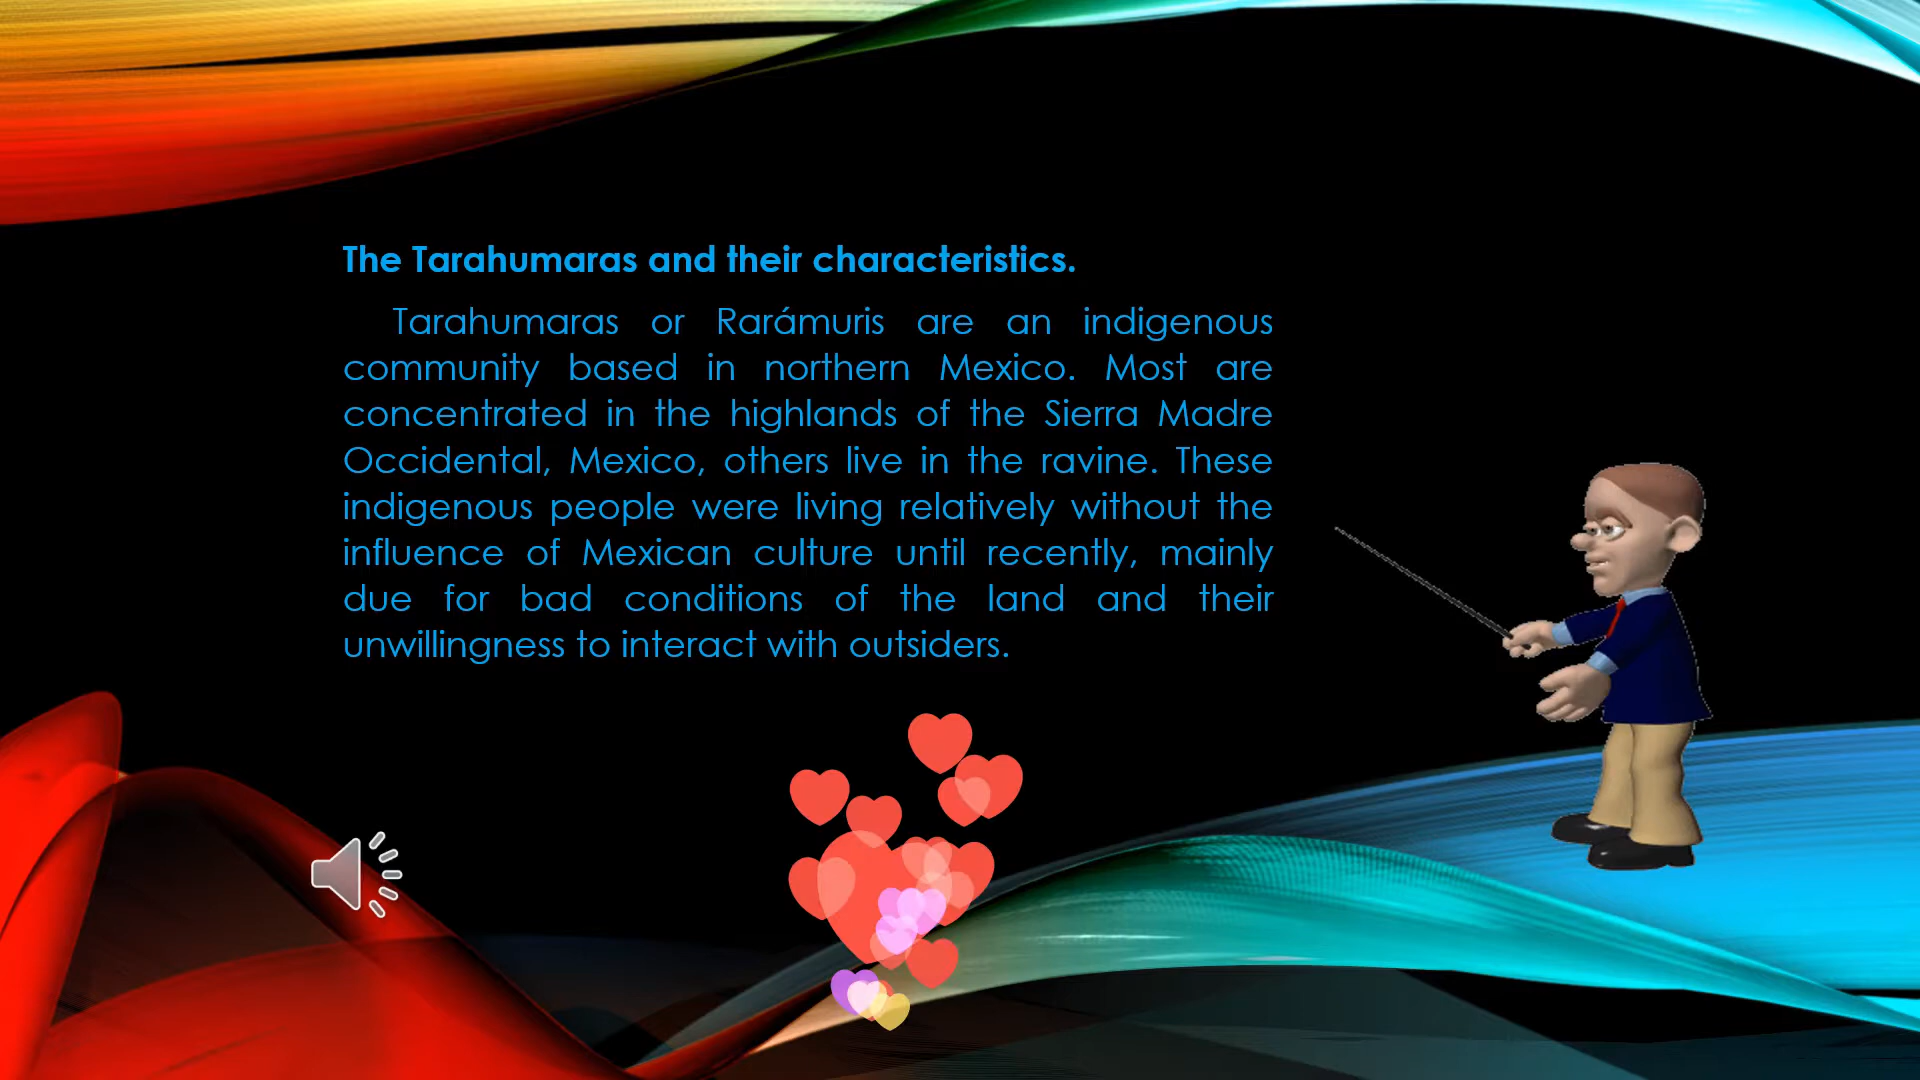 The Tarahumaras and their characteristics.
Tarahumaras or Rarámuris are an indigenous
community based in northern Mexico. Most are
concentrated in the highlands of the Sierra Madre
Occidental, Mexico, others live in the ravine. These
indigenous people were living relatively without the
influence of Mexican culture until recently, mainly
due for bad conditions of the land and their
unwillingness to interact with outsiders.